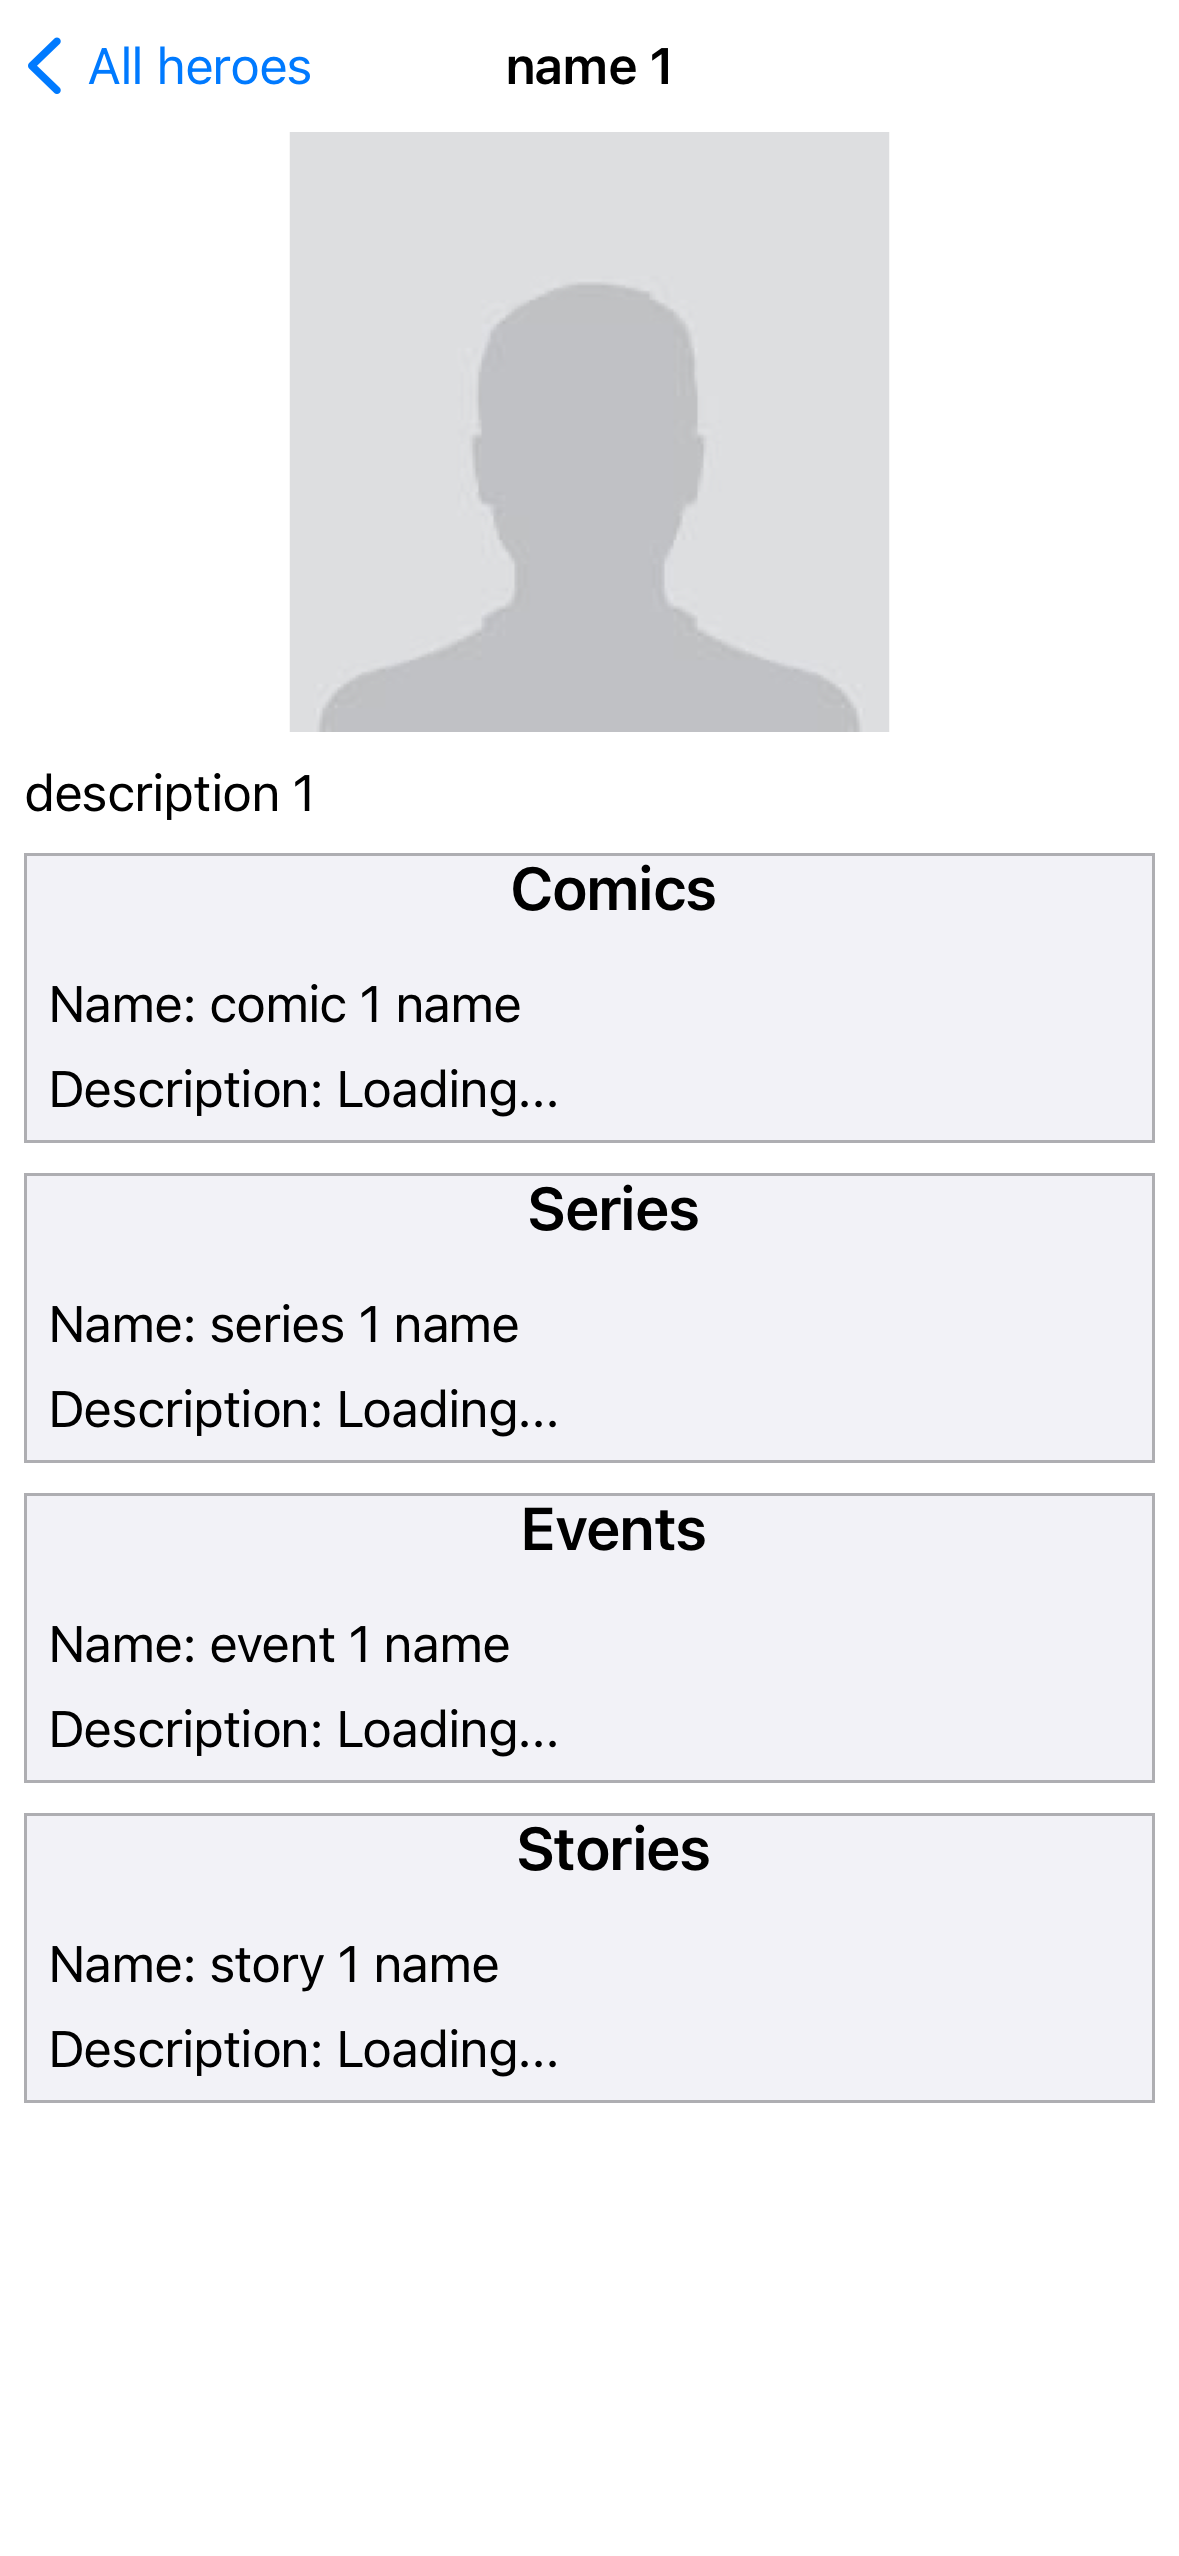 All heroes
name 1
description 1
Comics
Name: comic 1 name
Description: Loading...
Series
Name: series 1 name
Description: Loading...
Events
Name: event 1 name
Description: Loading...
Stories
Name: story 1 name
Description: Loading...